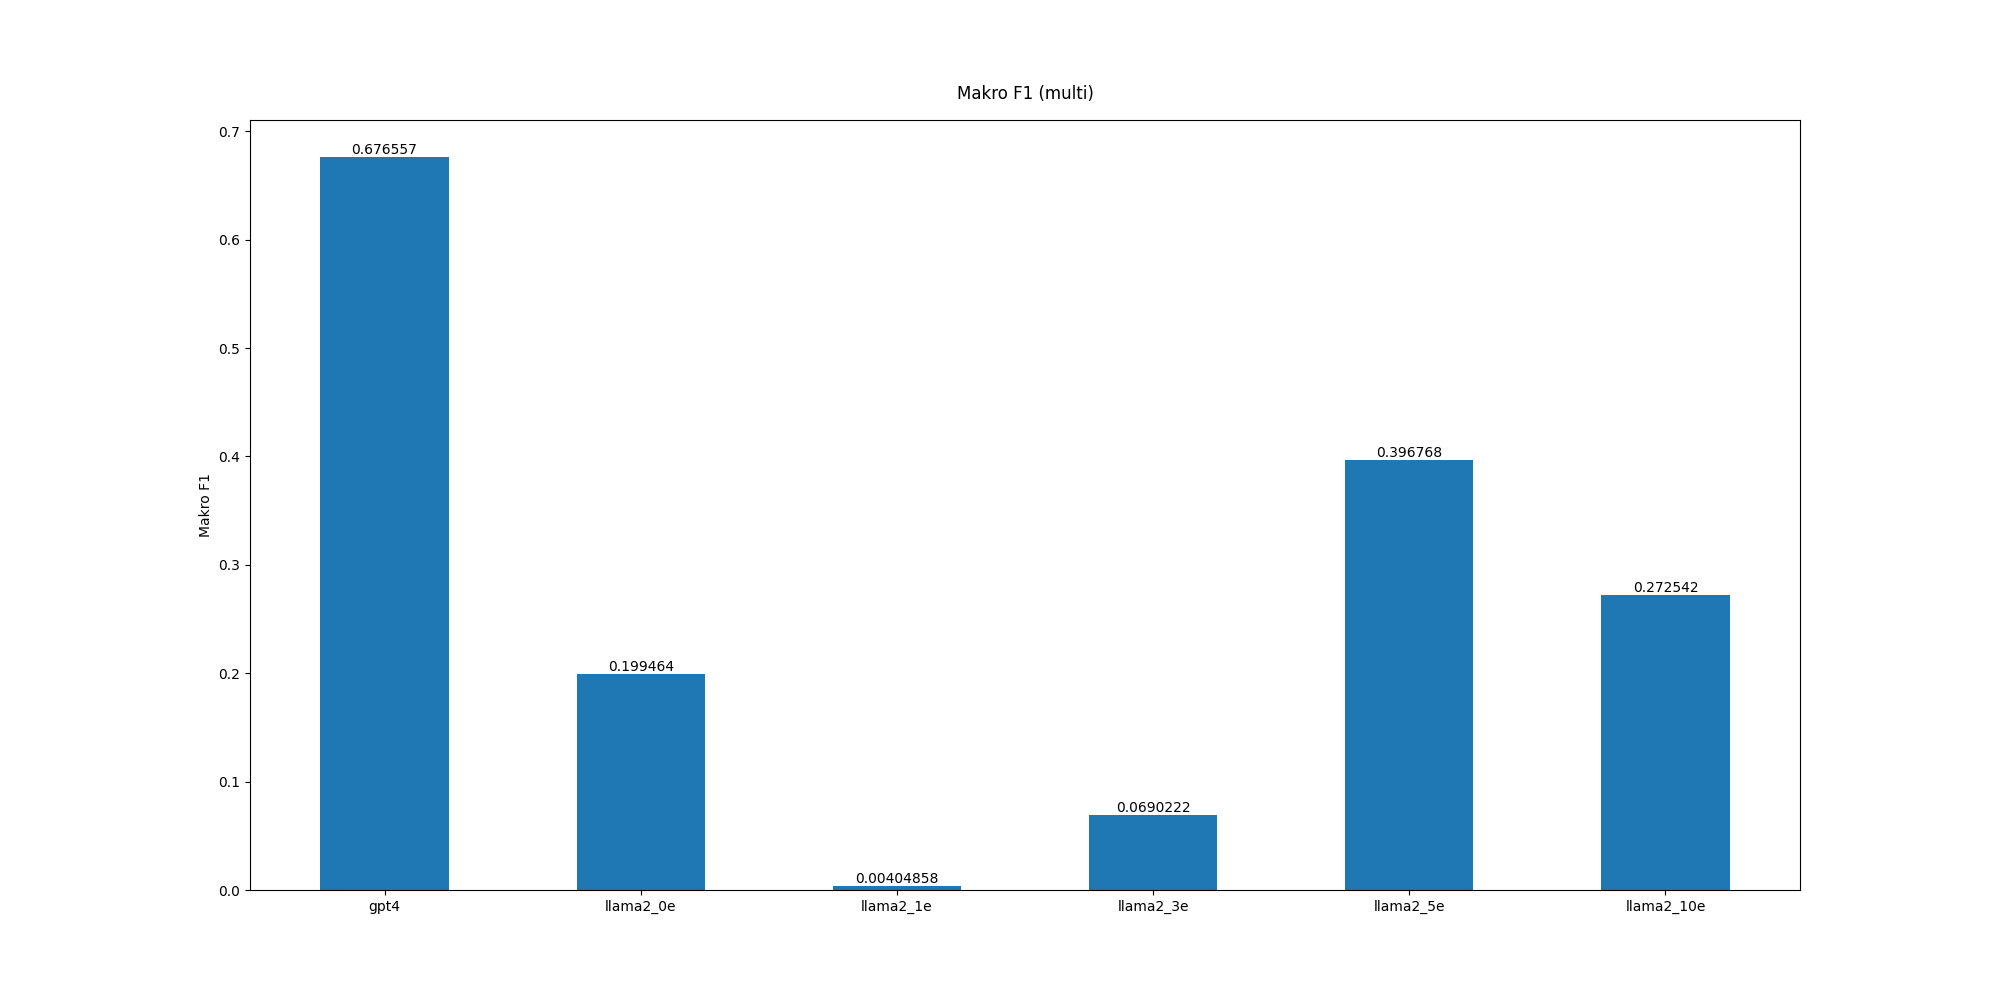 Makro F1 (multi)
0.7
0.6
0.5
0.4
0.3
0.2
0.1
0.0
Makro F1
0.676557
0.199464
0.00404858
0.0690222
0.396768
0.272542
gpt4
llama2_0e
llama2_1e
llama2_3e
llama2_5e
llama2_10e